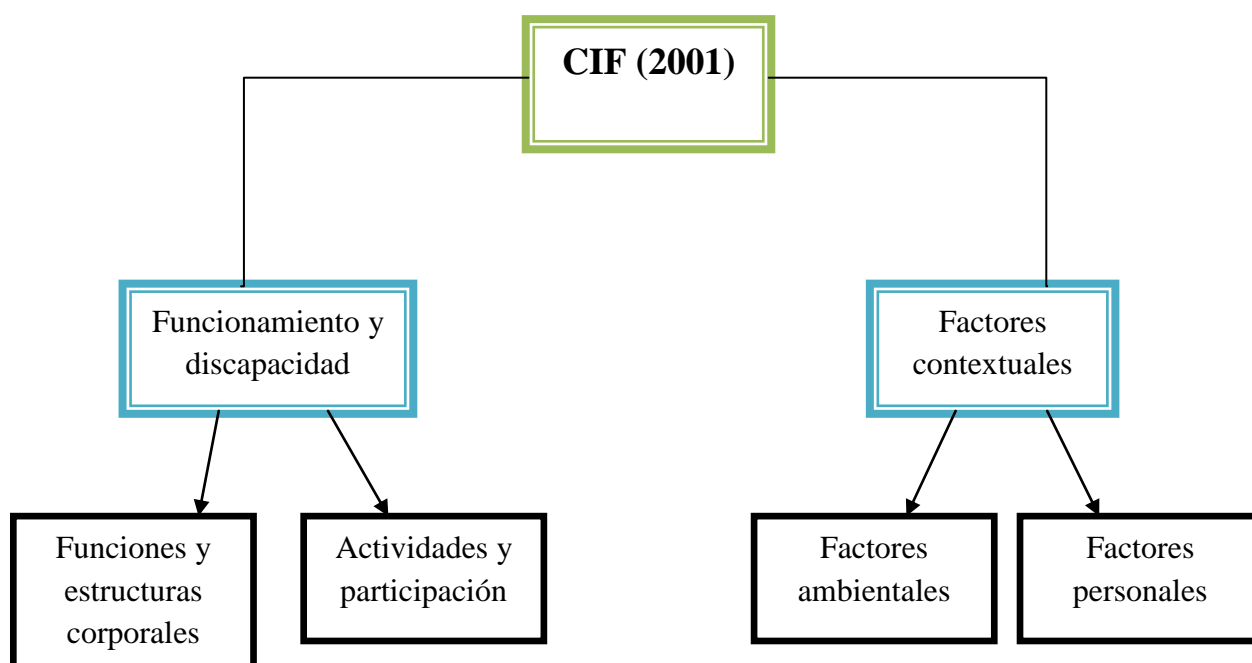 CIF (2001)
Funcionamiento y
discapacidad
Factores
contextuales
Funciones y
estructuras
corporales
Actividades y
participación
Factores
ambientales
Factores
personales